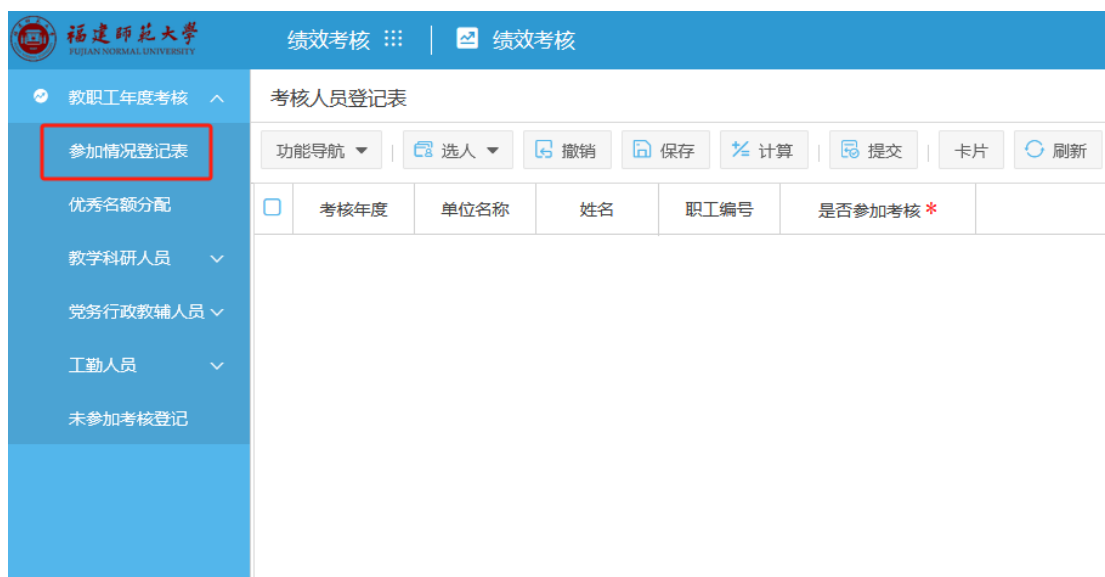 福建师范大学 绩效考核 绩效考核
FUJIAN NORMAL UNIVERSITY
教职工年度考核
参加情况登记表
优秀名额分配
教学科研人员
党务行政教辅人员
工勤人员
未参加考核登记
考核人员登记表
功能导航 选人 撤销 保存 计算 提交 卡片 刷新
考核年度 单位名称 姓名 职工编号 是否参加考核 *